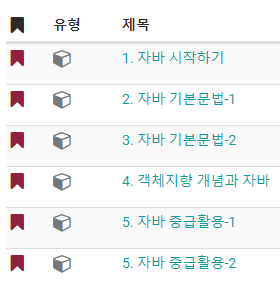 유형 제목
1. 자바 시작하기
2. 자바 기본문법-1
3. 자바 기본문법-2
4. 객체지향 개념과 자바
5. 자바 중급활용-1
5. 자바 중급활용-2